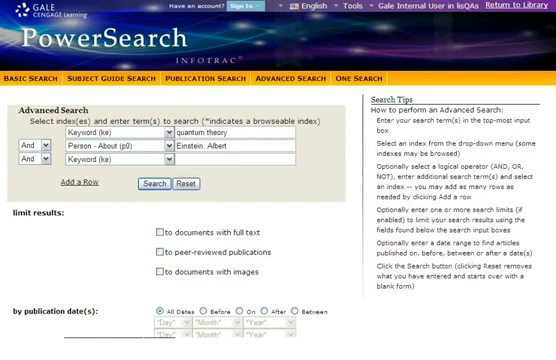 GALE
CENGAGE Learning
Have an account? Sign In
English Tools Gale Internal User in lisQAs Return to Library
PowerSearch
INFOTRAC®
BASIC SEARCH SUBJECT GUIDE SEARCH PUBLICATION SEARCH ADVANCED SEARCH ONE SEARCH
Advanced Search
Select index(es) and enter term(s) to search (*indicates a browseable index)
Keyword (ke) quantum theory
And Person - About (p0) Einstein, Albert
And Keyword (ke)
Add a Row Search Reset
limit results:
to documents with full text
to peer-reviewed publications
to documents with images
by publication date(s): All Dates Before On After Between
"Day" "Month" "Year"
"Day" "Month" "Year"
Search Tips
How to perform an Advanced Search:
Enter your search term(s) in the top-most input
box
Select an index from the drop-down menu (some
indexes may be browsed)
Optionally select a logical operator (AND, OR,
NOT), enter additional search term(s) and select
an index -- you may add as many rows as
needed by clicking Add a row
Optionally enter one or more search limits (if
enabled) to limit your search results using the
fields found below the search input boxes
Optionally enter a date range to find articles
published on, before, between or after a date(s)
Click the Search button (clicking Reset removes
what you have entered and starts over with a
blank form)